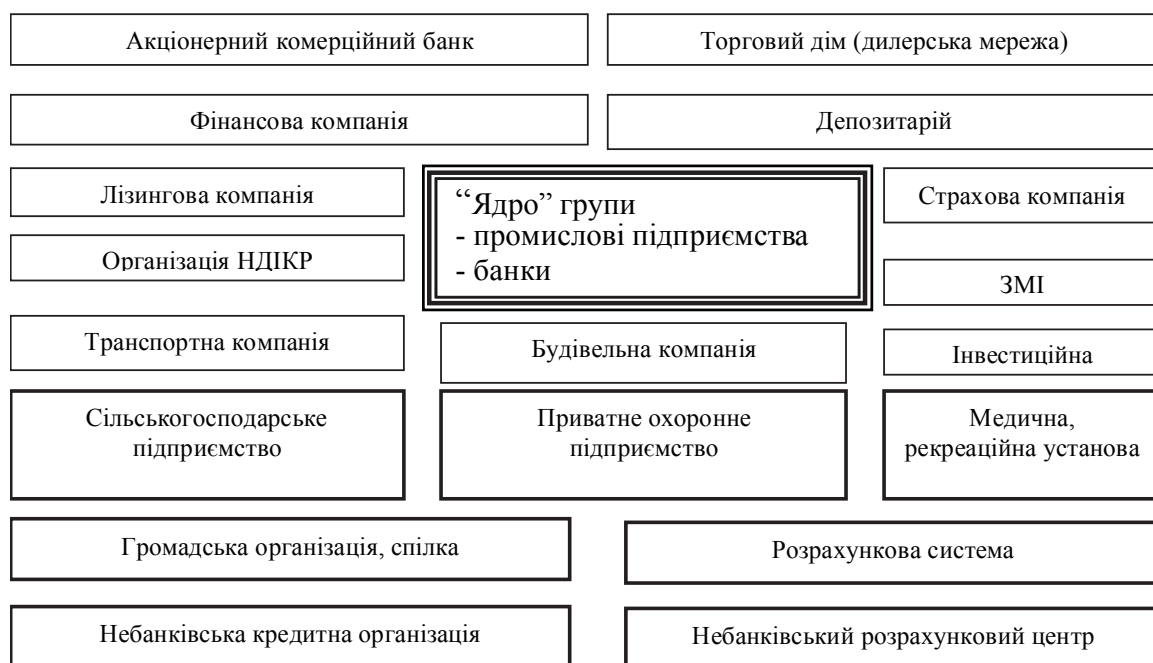 Акціонерний комерційний банк
Торговий дім (дилерська мережа)
Фінансова компанія
Депозитарій
Лізингова компанія
“Ядро” групи
- промислові підприємства
- банки
Страхова компанія
Організація НДІКР
ЗМІ
Транспортна компанія
Будівельна компанія
Інвестиційна
Сільськогосподарське
підприємство
Приватне охоронне
підприємство
Медична,
рекреаційна установа
Громадська організація, спілка
Розрахункова система
Небанківська кредитна організація
Небанківський розрахунковий центр